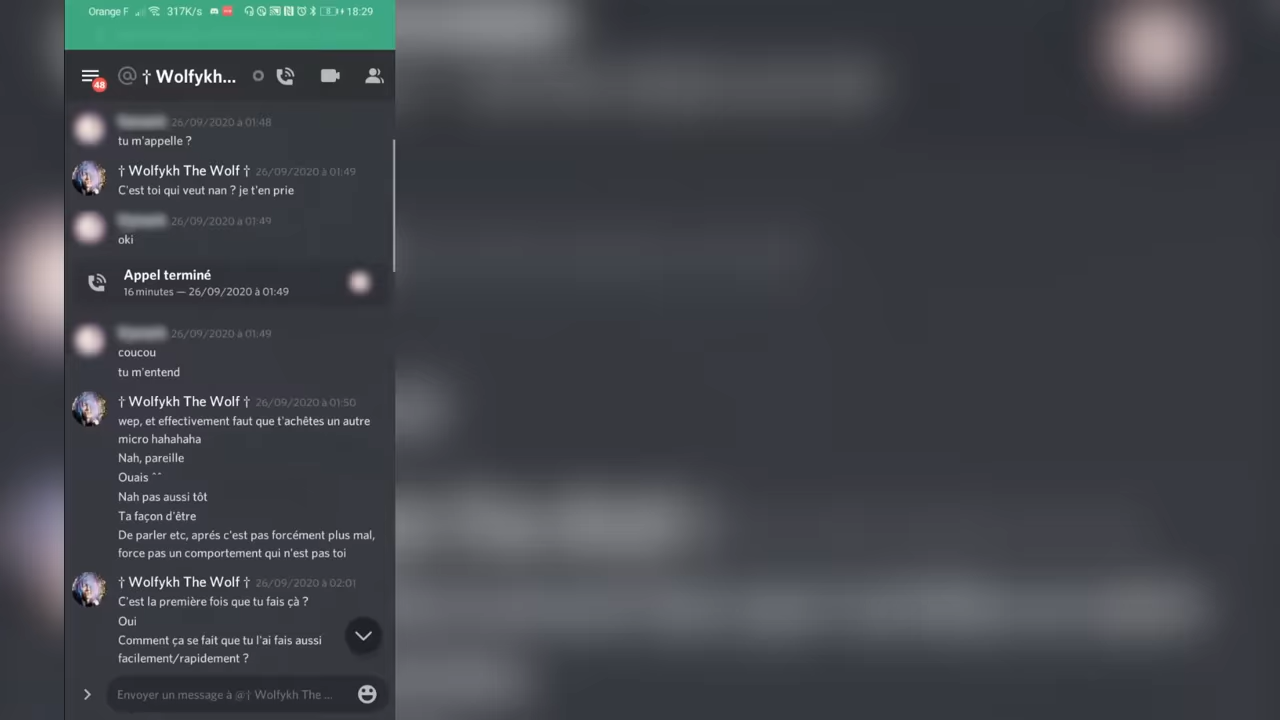 Orange F 317K/s 18:29
48 @ † Wolfykh...
26/09/2020 à 01:48
tu m'appelle ?
† Wolfykh The Wolf † 26/09/2020 à 01:49
C'est toi qui veut nan ? je t'en prie
26/09/2020 à 01:49
oki
Appel terminé
16 minutes — 26/09/2020 à 01:49
26/09/2020 à 01:49
coucou
tu m'entend
† Wolfykh The Wolf † 26/09/2020 à 01:50
wep, et effectivement faut que t'achêtes un autre
micro hahahaha
Nah, pareille
Ouais ^^
Nah pas aussi tôt
Ta façon d'être
De parler etc, aprés c'est pas forcément plus mal,
force pas un comportement qui n'est pas toi
† Wolfykh The Wolf † 26/09/2020 à 02:01
C'est la première fois que tu fais çà ?
Oui
Comment ça se fait que tu l'ai fais aussi
facilement/rapidement ?
Envoyer un message à @† Wolfykh The ...